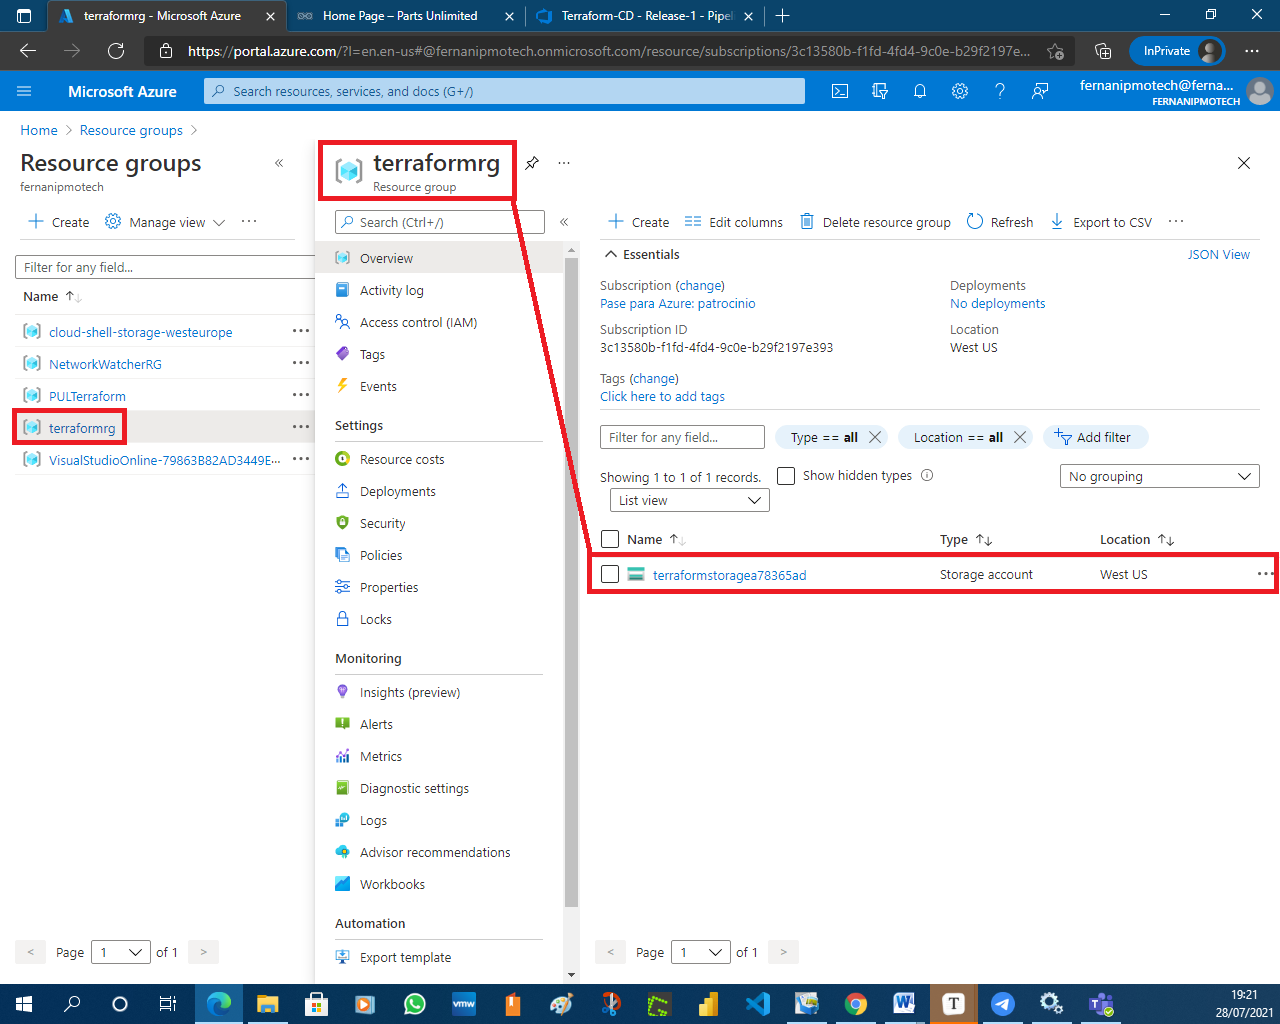 terraformrg - Microsoft Azure
Home Page – Parts Unlimited
Terraform-CD - Release-1 - Pipel
https://portal.azure.com/?l=en.en-us#@fernanipmotech.onmicrosoft.com/resource/subscriptions/3c13580b-f1fd-4fd4-9c0e-b29f2197e...
InPrivate
Microsoft Azure
Search resources, services, and docs (G+/)
fernanipmotech@ferna...
FERNANIPMOTECH
Home > Resource groups >
Resource groups
fernanipmotech
Create
Manage view
Filter for any field...
Name
cloud-shell-storage-westeurope
NetworkWatcherRG
PULTerraform
terraformrg
VisualStudioOnline-79863B82AD3449E...
< Page 1 of 1 >
terraformrg
Resource group
Search (Ctrl+/)
Overview
Activity log
Access control (IAM)
Tags
Events
Settings
Resource costs
Deployments
Security
Policies
Properties
Locks
Monitoring
Insights (preview)
Alerts
Metrics
Diagnostic settings
Logs
Advisor recommendations
Workbooks
Automation
Export template
Create
Edit columns
Delete resource group
Refresh
Export to CSV
Essentials
JSON View
Subscription (change)
Pase para Azure: patrocinio
Subscription ID
3c13580b-f1fd-4fd4-9c0e-b29f2197e393
Deployments
No deployments
Location
West US
Tags (change)
Click here to add tags
Filter for any field...
Type == all
Location == all
Add filter
Showing 1 to 1 of 1 records.
Show hidden types
No grouping
List view
Name Type Location
terraformstoragea78365ad Storage account West US
< Page 1 of 1 >
vmw
W
T
19:21
28/07/2021